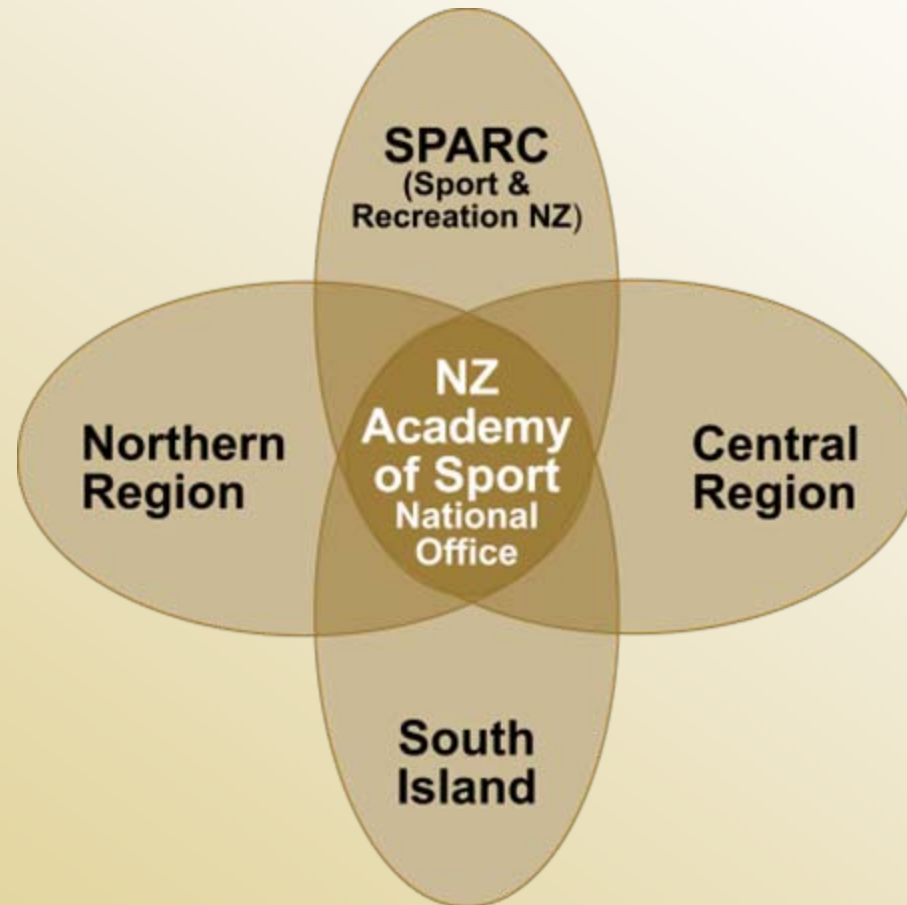 SPARC
(Sport &
Recreation NZ)
Northern
Region
NZ
Academy
of Sport
National
Office
Central
Region
South
Island